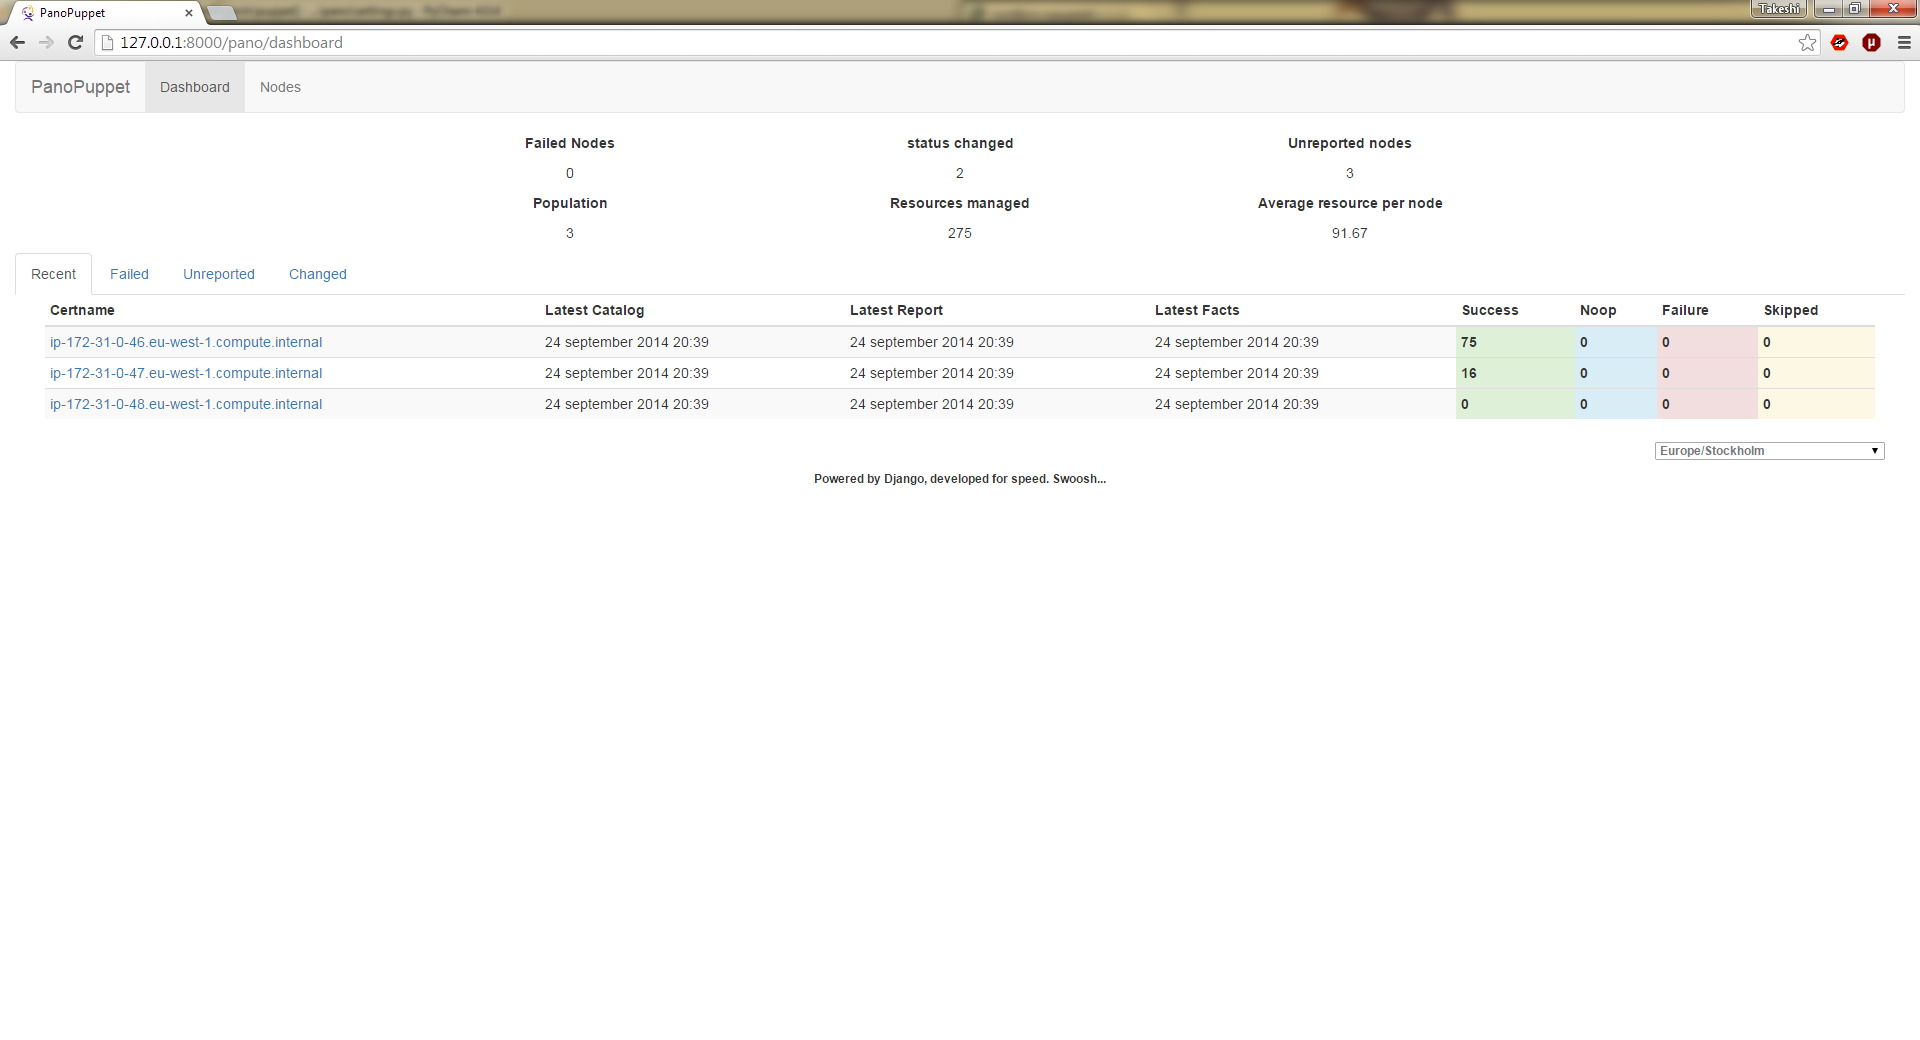 PanoPuppet
Takeshi
127.0.0.1:8000/pano/dashboard
PanoPuppet Dashboard Nodes
Failed Nodes status changed Unreported nodes
0 2 3
Population Resources managed Average resource per node
3 275 91.67
Recent Failed Unreported Changed
Certname Latest Catalog Latest Report Latest Facts Success Noop Failure Skipped
ip-172-31-0-46.eu-west-1.compute.internal 24 september 2014 20:39 24 september 2014 20:39 24 september 2014 20:39 75 0 0 0
ip-172-31-0-47.eu-west-1.compute.internal 24 september 2014 20:39 24 september 2014 20:39 24 september 2014 20:39 16 0 0 0
ip-172-31-0-48.eu-west-1.compute.internal 24 september 2014 20:39 24 september 2014 20:39 24 september 2014 20:39 0 0 0 0
Europe/Stockholm
Powered by Django, developed for speed. Swoosh...